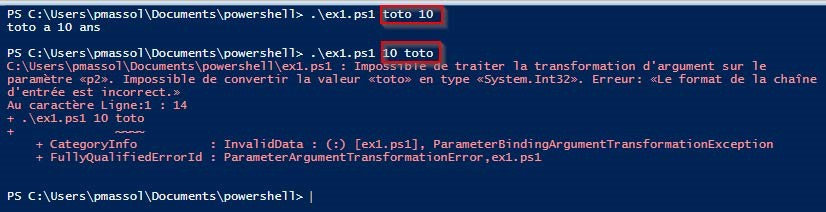 PS C:\Users\pmassol\Documents\powershell> .\ex1.ps1 toto 10
toto a 10 ans
PS C:\Users\pmassol\Documents\powershell> .\ex1.ps1 10 toto
C:\Users\pmassol\Documents\powershell\ex1.ps1 : Impossible de traiter la transformation d'argument sur le
paramètre «p2». Impossible de convertir la valeur «toto» en type «System.Int32». Erreur: «Le format de la chaîne
d'entrée est incorrect.»
Au caractère Ligne:1 : 14
+ .\ex1.ps1 10 toto
+ ~~~~
+ CategoryInfo : InvalidData : (:) [ex1.ps1], ParameterBindingArgumentTransformationException
+ FullyQualifiedErrorId : ParameterArgumentTransformationError,ex1.ps1
PS C:\Users\pmassol\Documents\powershell>